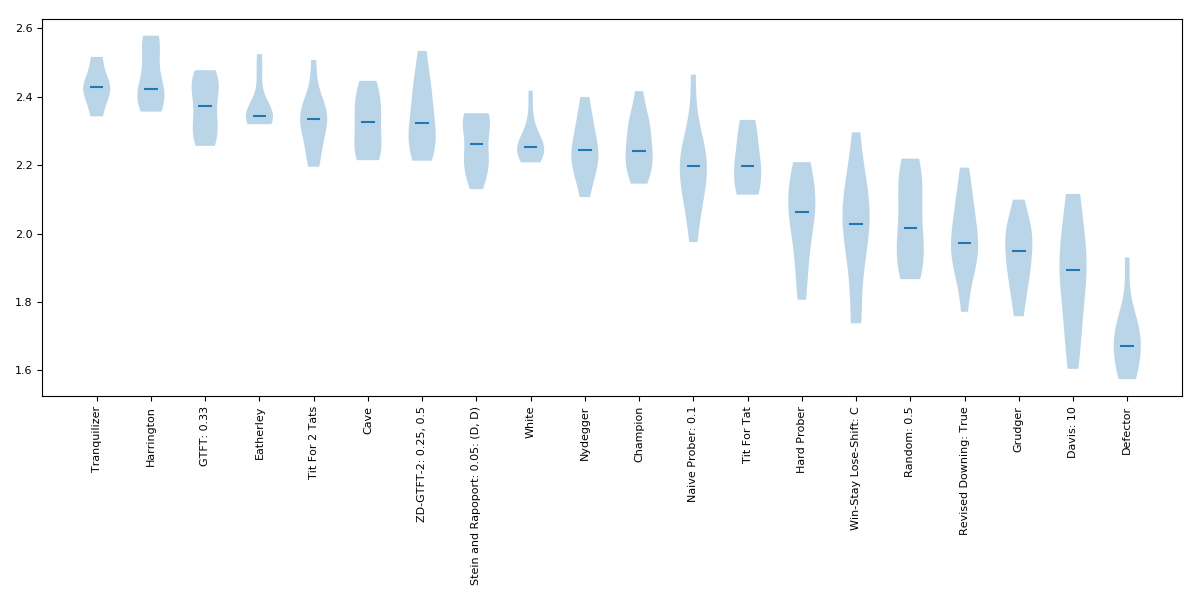 2.6
2.4
2.2
2.0
1.8
1.6
Tranquilizer
Harrington
GTFT: 0.33
Eatherley
Tit For 2 Tats
Cave
ZD-GTFT-2: 0.25, 0.5
Stein and Rapoport: 0.05: (D, D)
White
Nydegger
Champion
Naive Prober: 0.1
Tit For Tat
Hard Prober
Win-Stay Lose-Shift: C
Random: 0.5
Revised Downing: True
Grudger
Davis: 10
Defector